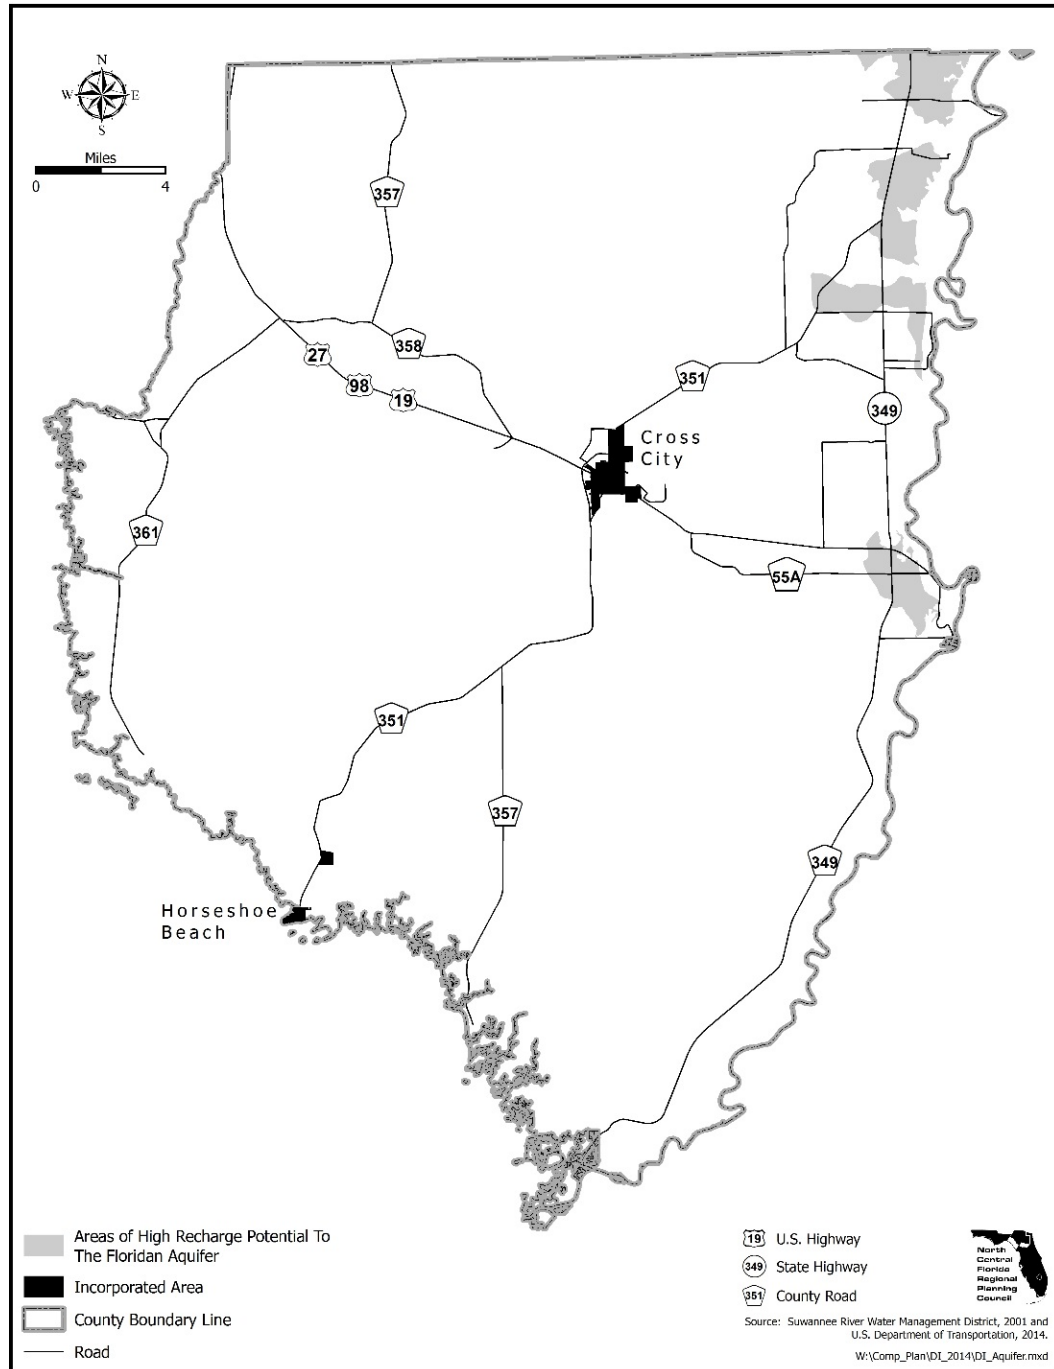 N
W E
S
Miles
0 4
357
358
27
98
19
351
349
Cross
City
361
55A
351
357
349
Horseshoe
Beach
Areas of High Recharge Potential To
The Floridan Aquifer
Incorporated Area
County Boundary Line
Road
19 U.S. Highway
349 State Highway
351 County Road
North
Central
Florida
Regional
Planning
Council
Source: Suwannee River Water Management District, 2001 and
U.S. Department of Transportation, 2014.
W:\Comp_Plan\DI_2014\DI_Aquifer.mxd